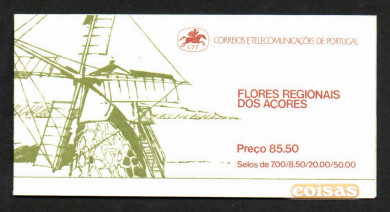 CTT
CORREIOS E TELECOMUNICAÇÕES DE PORTUGAL
FLORES REGIONAIS
DOS AÇORES
Preço 85.50
Selos de 7.00/8.50/20.00/50.00
coisas